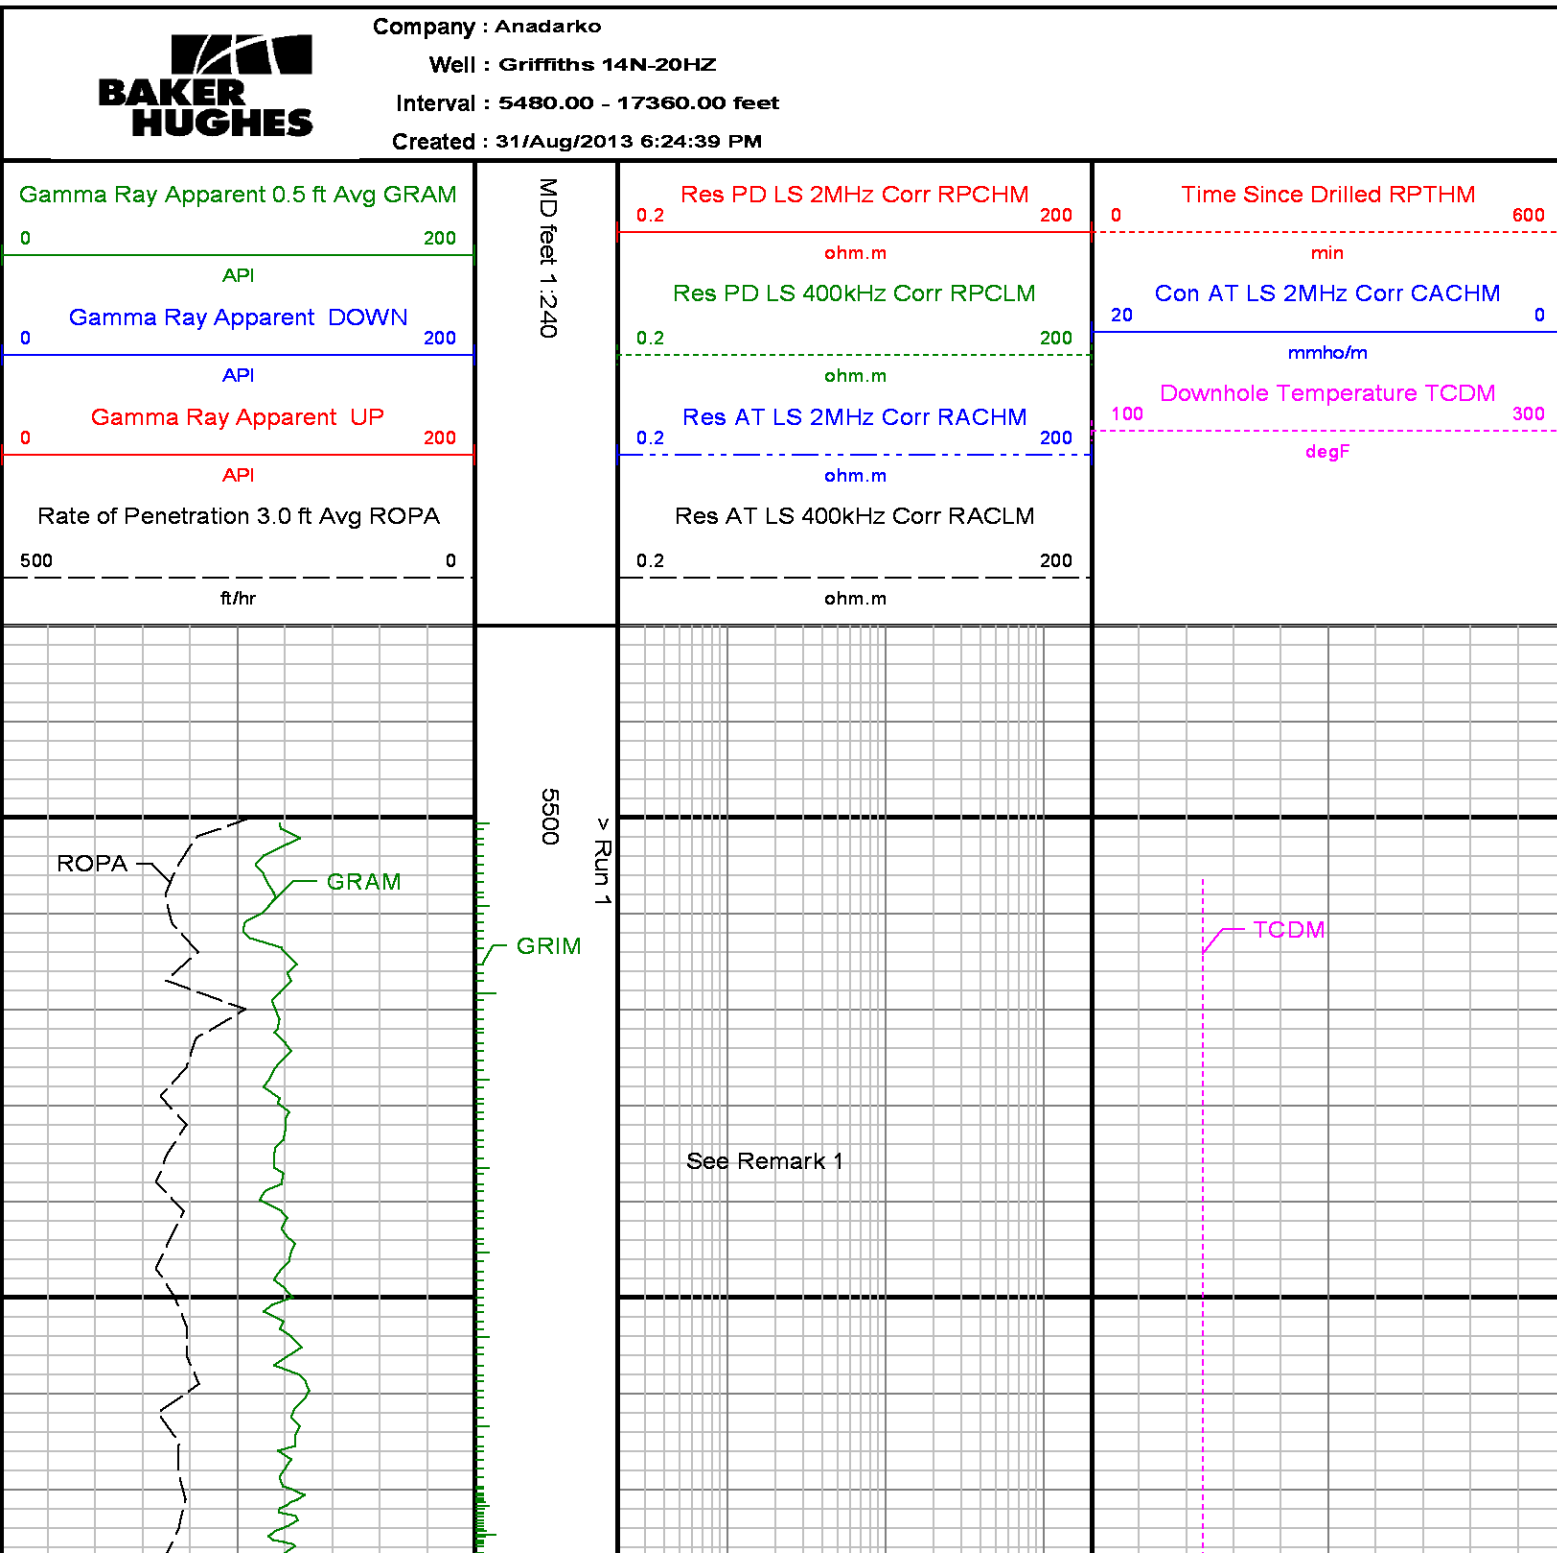 BAKER
HUGHES
Company : Anadarko
Well : Griffiths 14N-20HZ
Interval : 5480.00 - 17360.00 feet
Created : 31/Aug/2013 6:24:39 PM
Gamma Ray Apparent 0.5 ft Avg GRAM
0 200
API
Gamma Ray Apparent DOWN
0 200
API
Gamma Ray Apparent UP
0 200
API
Rate of Penetration 3.0 ft Avg ROPA
500 0
ft/hr
MD feet 1:240
Res PD LS 2MHz Corr RPCHM
0.2 200
ohm.m
Res PD LS 400kHz Corr RPCLM
0.2 200
ohm.m
Res AT LS 2MHz Corr RACHM
0.2 200
ohm.m
Res AT LS 400kHz Corr RACLM
0.2 200
ohm.m
Time Since Drilled RPTHM
0 600
min
Con AT LS 2MHz Corr CACHM
20 0
mmho/m
Downhole Temperature TCDM
100 300
degF
5500
> Run 1
ROPA
GRAM
GRIM
TCDM
See Remark 1